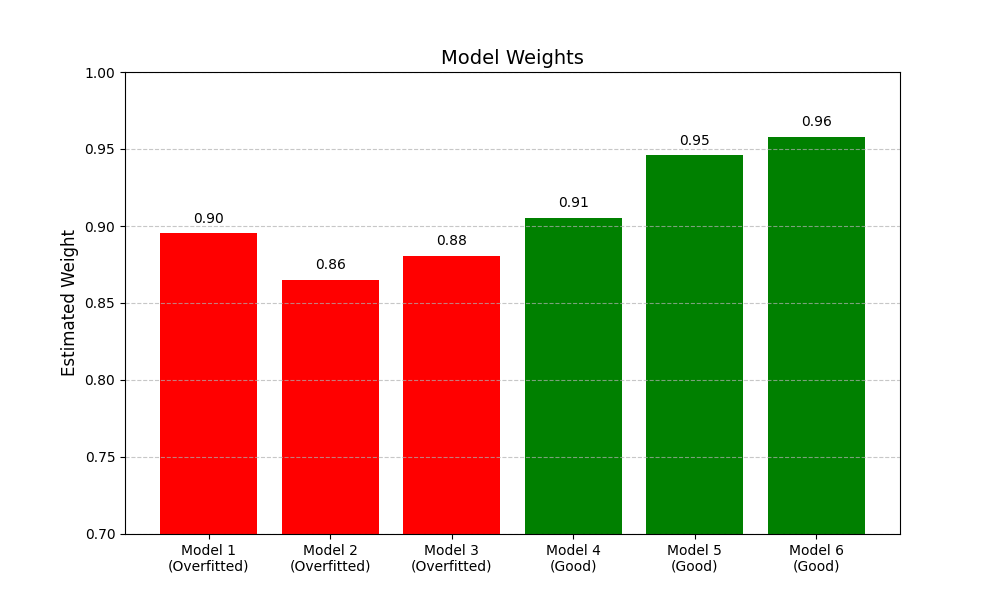 Model Weights
Estimated Weight
1.00
0.95
0.90
0.85
0.80
0.75
0.70
0.90
0.86
0.88
0.91
0.95
0.96
Model 1
(Overfitted)
Model 2
(Overfitted)
Model 3
(Overfitted)
Model 4
(Good)
Model 5
(Good)
Model 6
(Good)